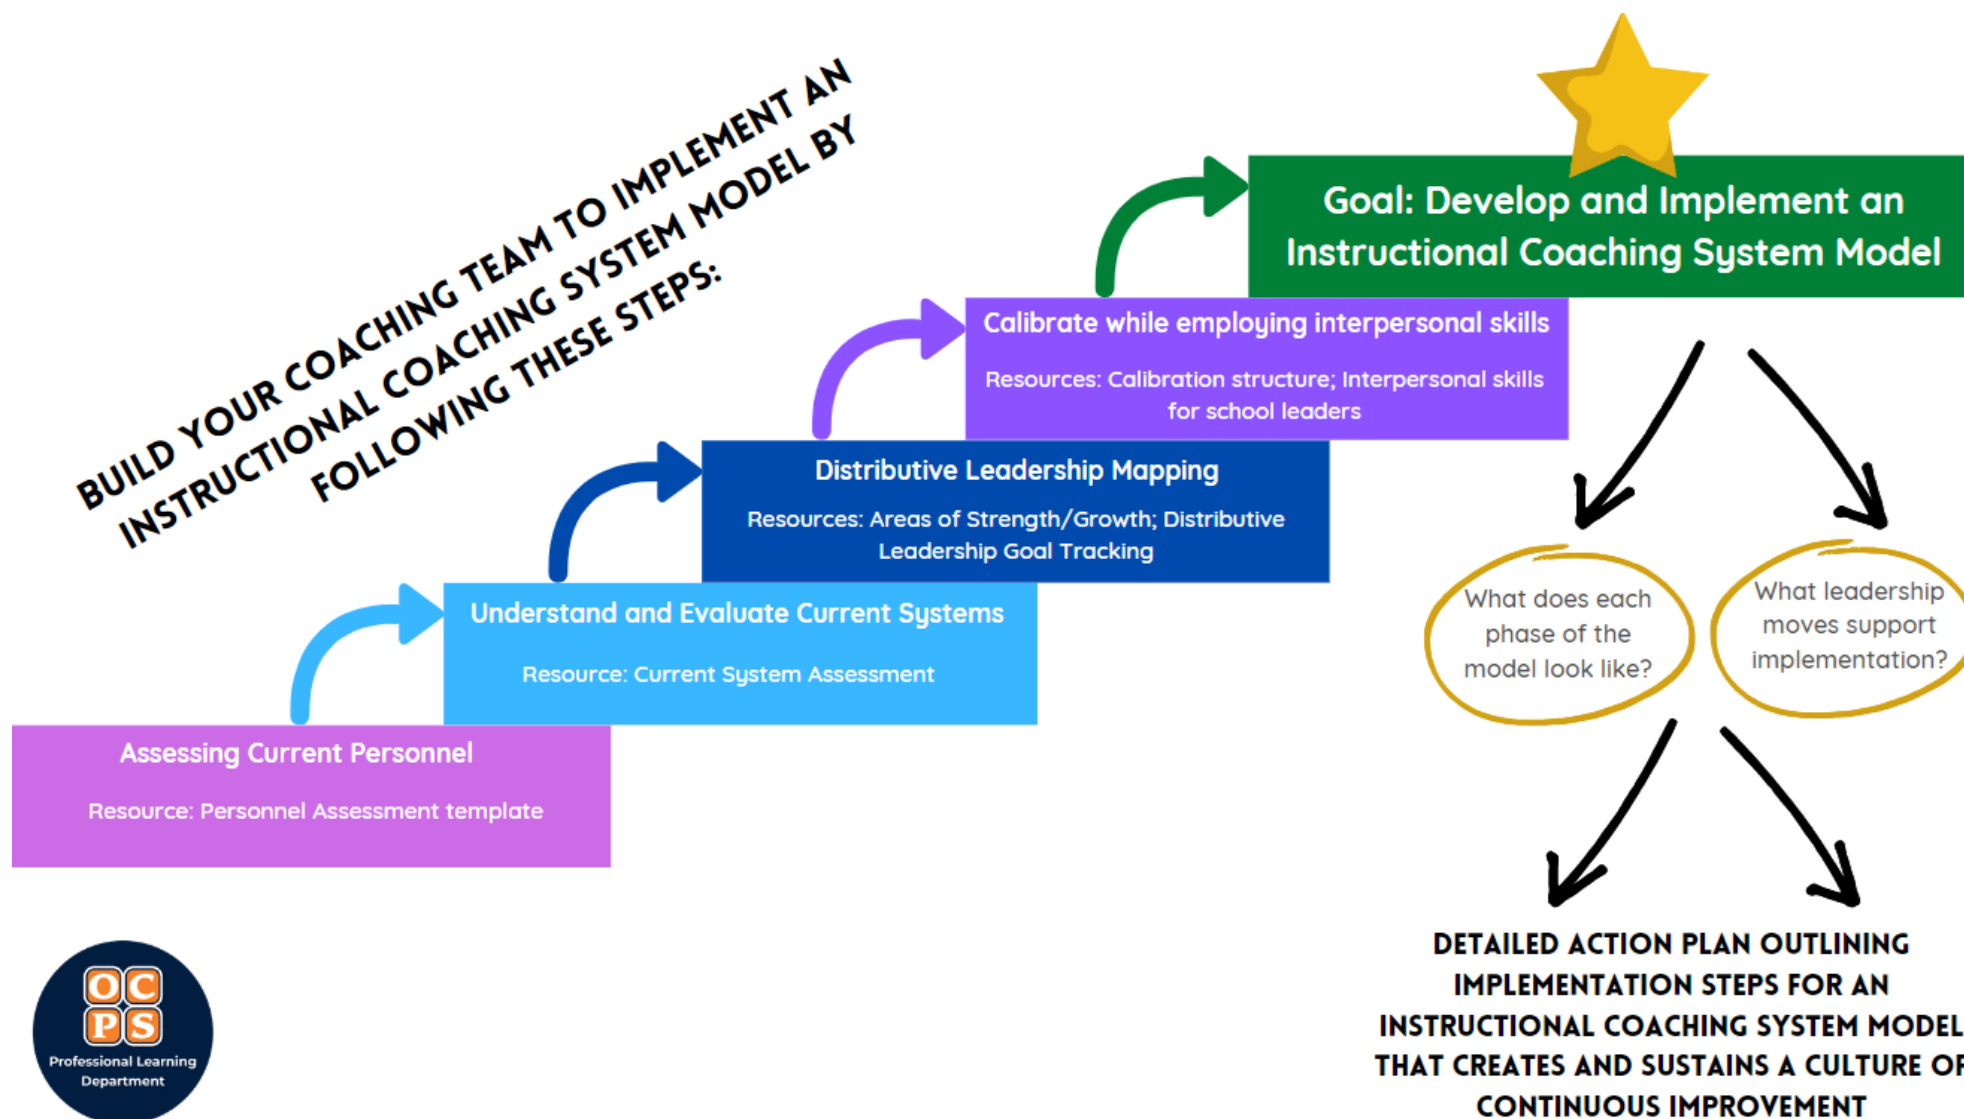 BUILD YOUR COACHING TEAM TO IMPLEMENT AN
INSTRUCTIONAL COACHING SYSTEM MODEL BY
FOLLOWING THESE STEPS:
Goal: Develop and Implement an
Instructional Coaching System Model
Calibrate while employing interpersonal skills
Resources: Calibration structure; Interpersonal skills
for school leaders
Distributive Leadership Mapping
Resources: Areas of Strength/Growth; Distributive
Leadership Goal Tracking
Understand and Evaluate Current Systems
Resource: Current System Assessment
Assessing Current Personnel
Resource: Personnel Assessment template
What does each
phase of the
model look like?
What leadership
moves support
implementation?
DETAILED ACTION PLAN OUTLINING
IMPLEMENTATION STEPS FOR AN
INSTRUCTIONAL COACHING SYSTEM MODEL
THAT CREATES AND SUSTAINS A CULTURE OF
CONTINUOUS IMPROVEMENT
OC
PS
Professional Learning
Department